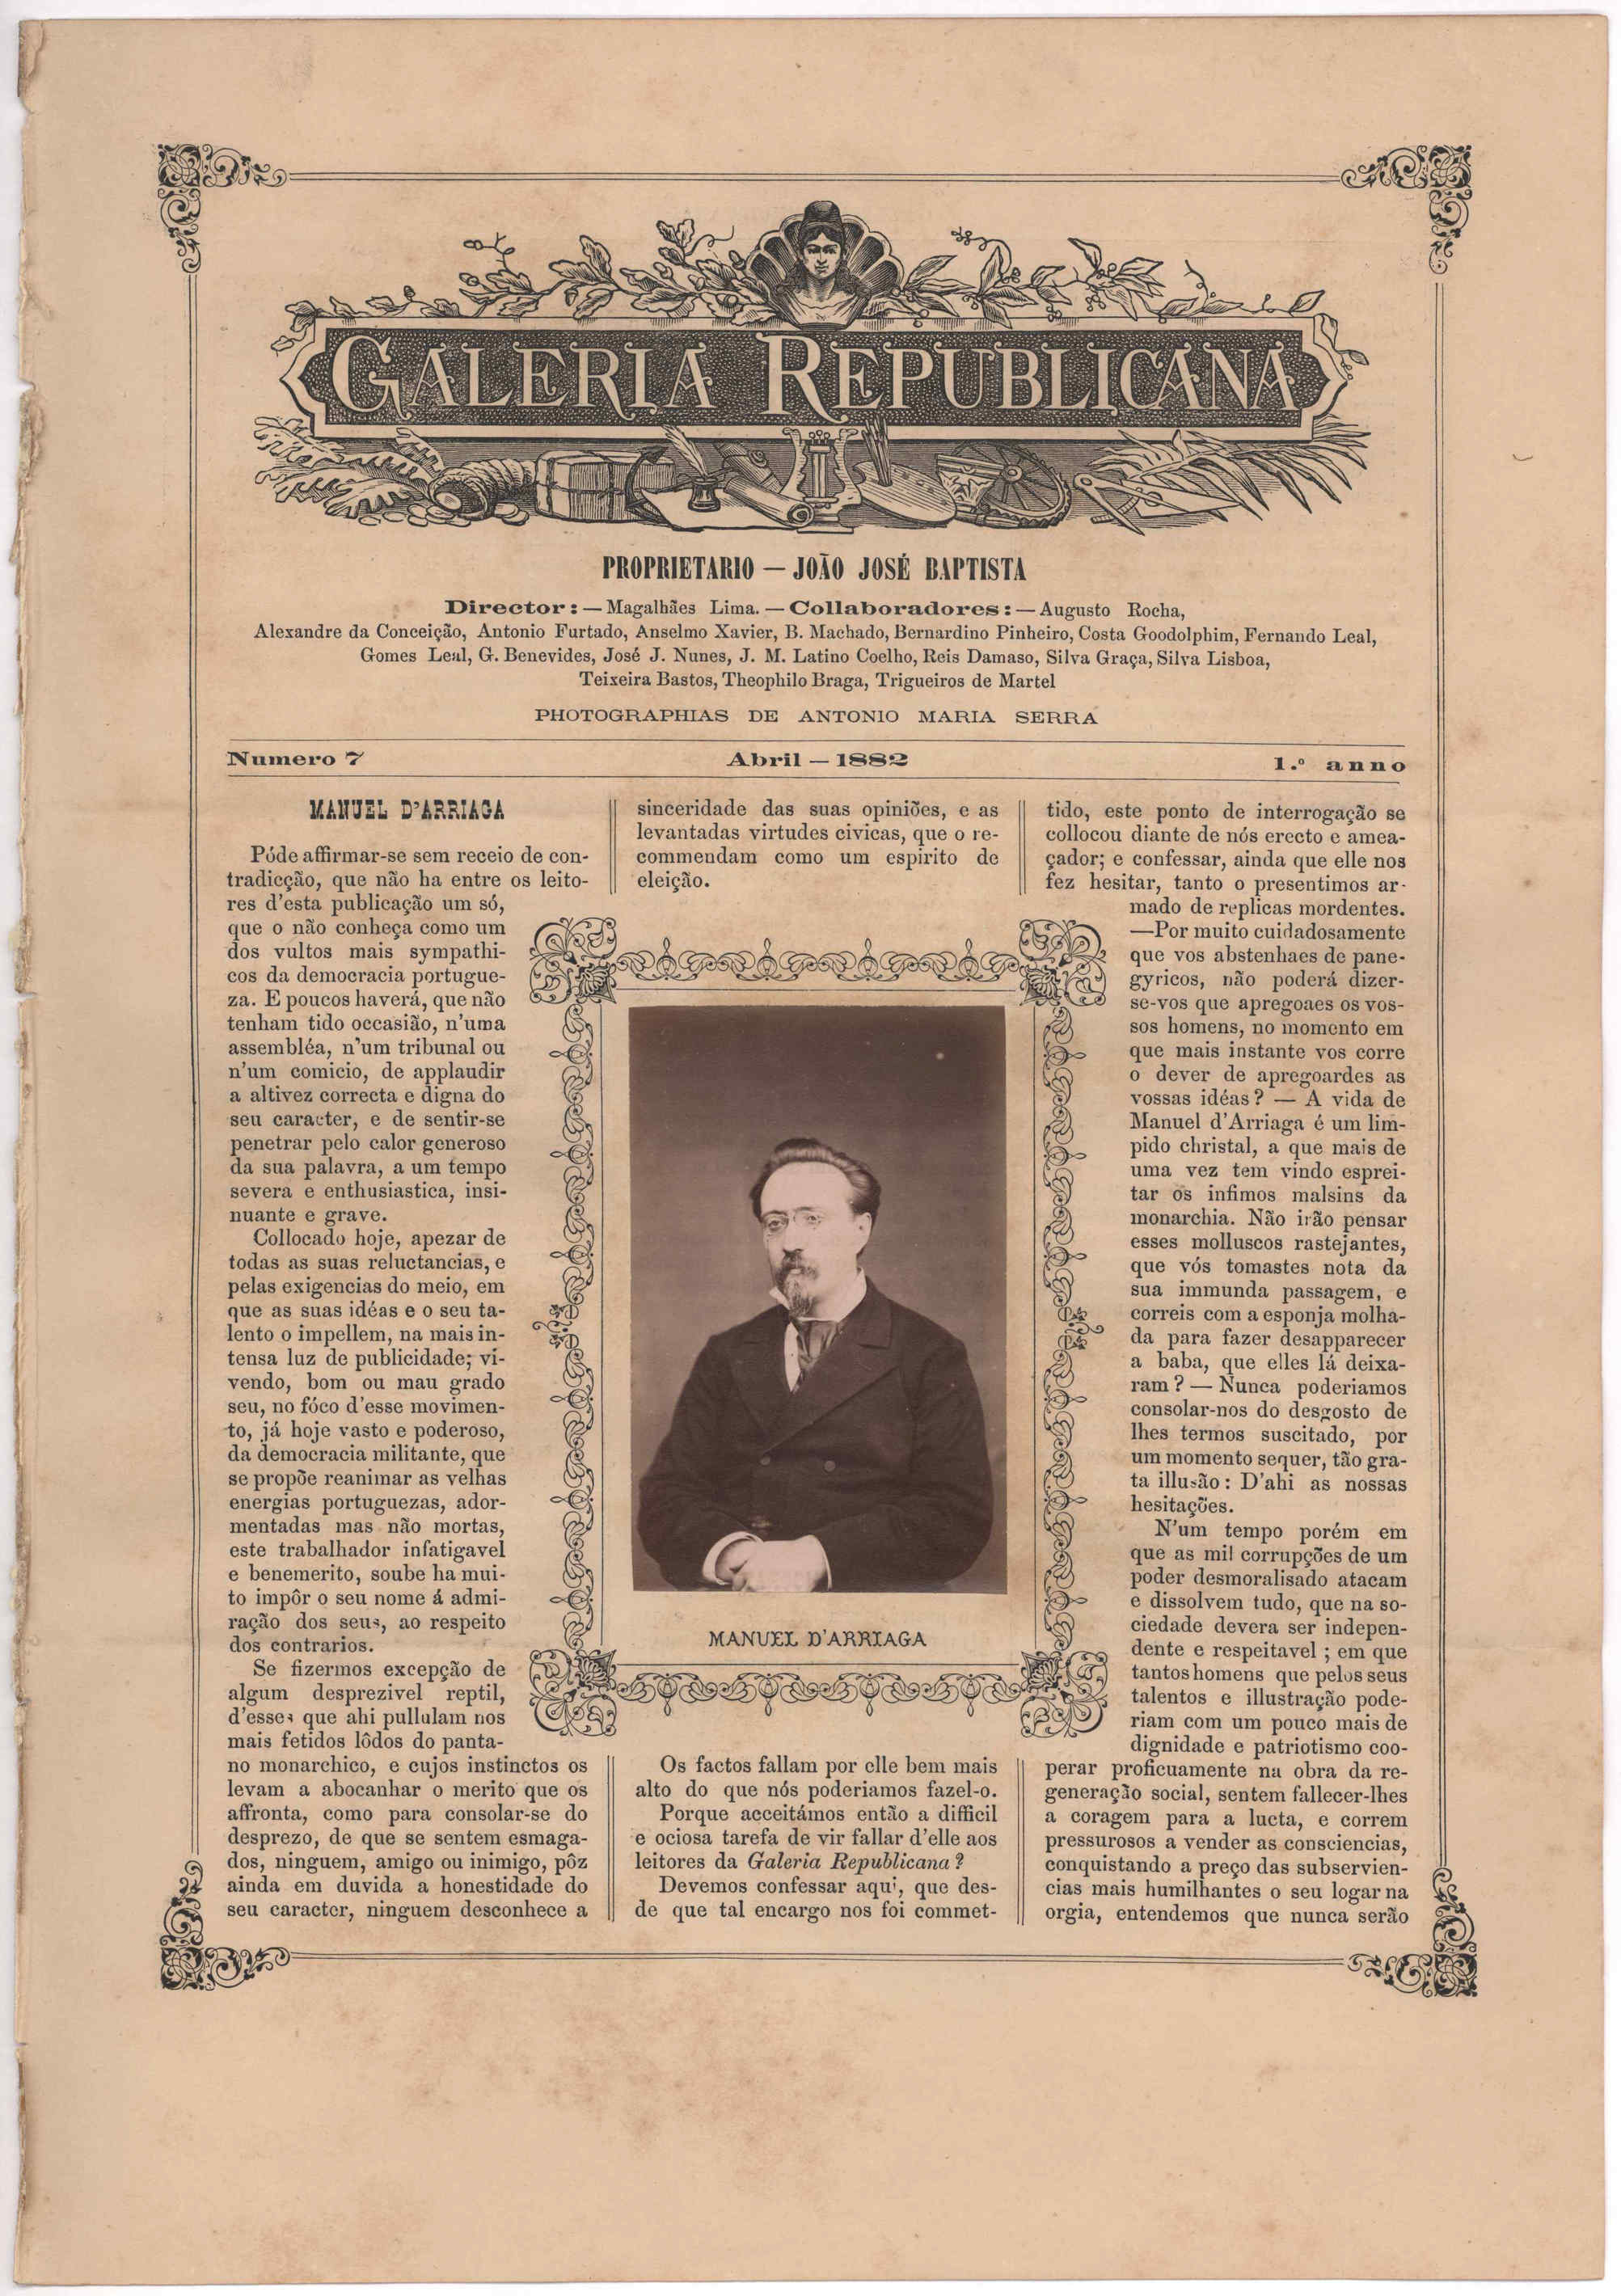 GALERIA REPUBLICANA
PROPRIETARIO — JOÃO JOSÉ BAPTISTA
Director: — Magalhães Lima. — Collaboradores: — Augusto Rocha,
Alexandre da Conceição, Antonio Furtado, Anselmo Xavier, B. Machado, Bernardino Pinheiro, Costa Goodolphim, Fernando Leal,
Gomes Leal, G. Benevides, José J. Nunes, J. M. Latino Coelho, Reis Damaso, Silva Graça, Silva Lisboa,
Teixeira Bastos, Theophilo Braga, Trigueiros de Martel
PHOTOGRAPHIAS DE ANTONIO MARIA SERRA
Numero 7
Abril — 1882
1.º anno
MANUEL D'ARRIAGA
Póde affirmar-se sem receio de con-
tradicção, que não ha entre os leito-
res d'esta publicação um só,
que o não conheça como um
dos vultos mais sympathi-
cos da democracia portugue-
za. E poucos haverá, que não
tenham tido occasião, n'uma
assembléa, n'um tribunal ou
n'um comicio, de applaudir
a altivez correcta e digna do
seu caracter, e de sentir-se
penetrar pelo calor generoso
da sua palavra, a um tempo
severa e enthusiastica, insi-
nuante e grave.
Collocado hoje, apezar de
todas as suas reluctancias, e
pelas exigencias do meio, em
que as suas idéas e o seu ta-
lento o impellem, na mais in-
tensa luz de publicidade; vi-
vendo, bom ou mau grado
seu, no fóco d'esse movimen-
to, já hoje vasto e poderoso,
da democracia militante, que
se propõe reanimar as velhas
energias portuguezas, ador-
mentadas mas não mortas,
este trabalhador infatigavel
e benemerito, soube ha mui-
to impôr o seu nome á admi-
ração dos seus, ao respeito
dos contrarios.
Se fizermos excepção de
algum desprezivel reptil,
d'esses que ahi pullulam nos
mais fetidos lôdos do panta-
no monarchico, e cujos instinctos os
levam a abocanhar o merito que os
affronta, como para consolar-se do
desprezo, de que se sentem esmaga-
dos, ninguem, amigo ou inimigo, pôz
ainda em duvida a honestidade do
seu caracter, ninguem desconhece a
sinceridade das suas opiniões, e as
levantadas virtudes civicas, que o re-
commendam como um espirito de
eleição.
MANUEL D'ARRIAGA
Os factos fallam por elle bem mais
alto do que nós poderiamos fazel-o.
Porque acceitámos então a difficil
e ociosa tarefa de vir fallar d'elle aos
leitores da Galeria Republicana?
Devemos confessar aqui, que des-
de que tal encargo nos foi commet-
tido, este ponto de interrogação se
collocou diante de nós erecto e amea-
çador; e confessar, ainda que elle nos
fez hesitar, tanto o presentimos ar-
mado de replicas mordentes.
—Por muito cuidadosamente
que vos abstenhaes de pane-
gyricos, não poderá dizer-
se-vos que apregoaes os vos-
sos homens, no momento em
que mais instante vos corre
o dever de apregoardes as
vossas idéas? — A vida de
Manuel d'Arriaga é um lim-
pido christal, a que mais de
uma vez tem vindo esprei-
tar os infimos malsins da
monarchia. Não irão pensar
esses molluscos rastejantes,
que vós tomastes nota da
sua immunda passagem, e
correis com a esponja molha-
da para fazer desapparecer
a baba, que elles lá deixa-
ram? — Nunca poderiamos
consolar-nos do desgosto de
lhes termos suscitado, por
um momento sequer, tão gra-
ta illusão: D'ahi as nossas
hesitações.
N'um tempo porém em
que as mil corrupções de um
poder desmoralisado atacam
e dissolvem tudo, que na so-
ciedade devera ser indepen-
dente e respeitavel; em que
tantos homens que pelos seus
talentos e illustração pode-
riam com um pouco mais de
dignidade e patriotismo coo-
perar proficuamente na obra da re-
generação social, sentem fallecer-lhes
a coragem para a lucta, e correm
pressurosos a vender as consciencias,
conquistando a preço das subservien-
cias mais humilhantes o seu logar na
orgia, entendemos que nunca serão